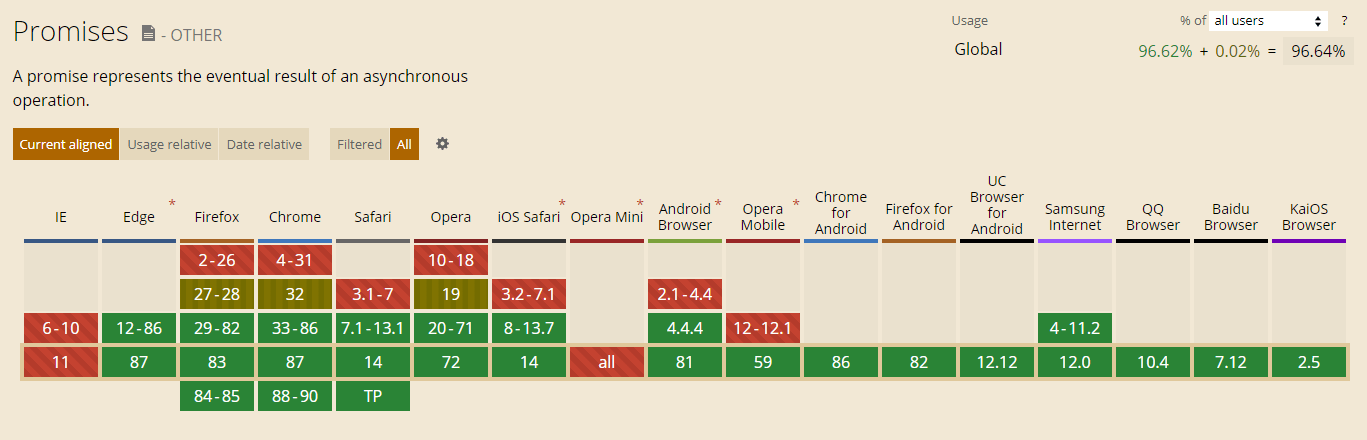 Promises - OTHER
A promise represents the eventual result of an asynchronous
operation.
Usage % of all users ?
Global 96.62% + 0.02% = 96.64%
Current aligned Usage relative Date relative Filtered All
IE Edge * Firefox Chrome Safari Opera iOS Safari * Opera Mini * Android Browser * Opera Mobile * Chrome for Android Firefox for Android UC Browser for Android Samsung Internet QQ Browser Baidu Browser KaiOS Browser
2-26 4-31 10-18
27-28 32 3.1-7 19 3.2-7.1 2.1-4.4
6-10 12-86 29-82 33-86 7.1-13.1 20-71 8-13.7 4.4.4 12-12.1 4-11.2
11 87 83 87 14 72 14 all 81 59 86 82 12.12 12.0 10.4 7.12 2.5
84-85 88-90 TP